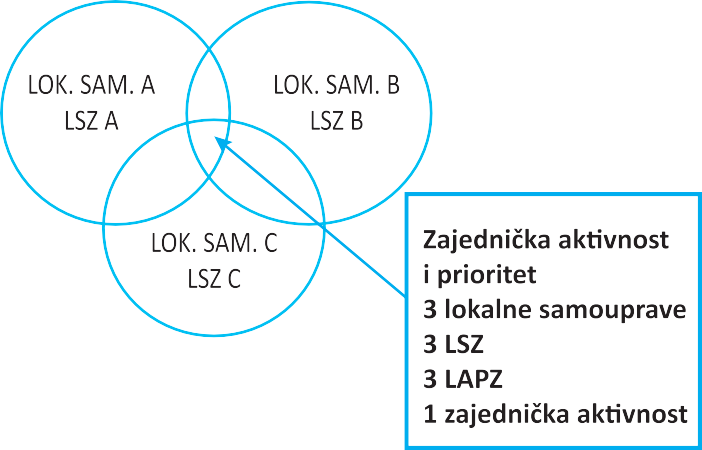 LOK. SAM. A
LSZ A
LOK. SAM. B
LSZ B
LOK. SAM. C
LSZ C
Zajednička aktivnost
i prioritet
3 lokalne samouprave
3 LSZ
3 LAPZ
1 zajednička aktivnost